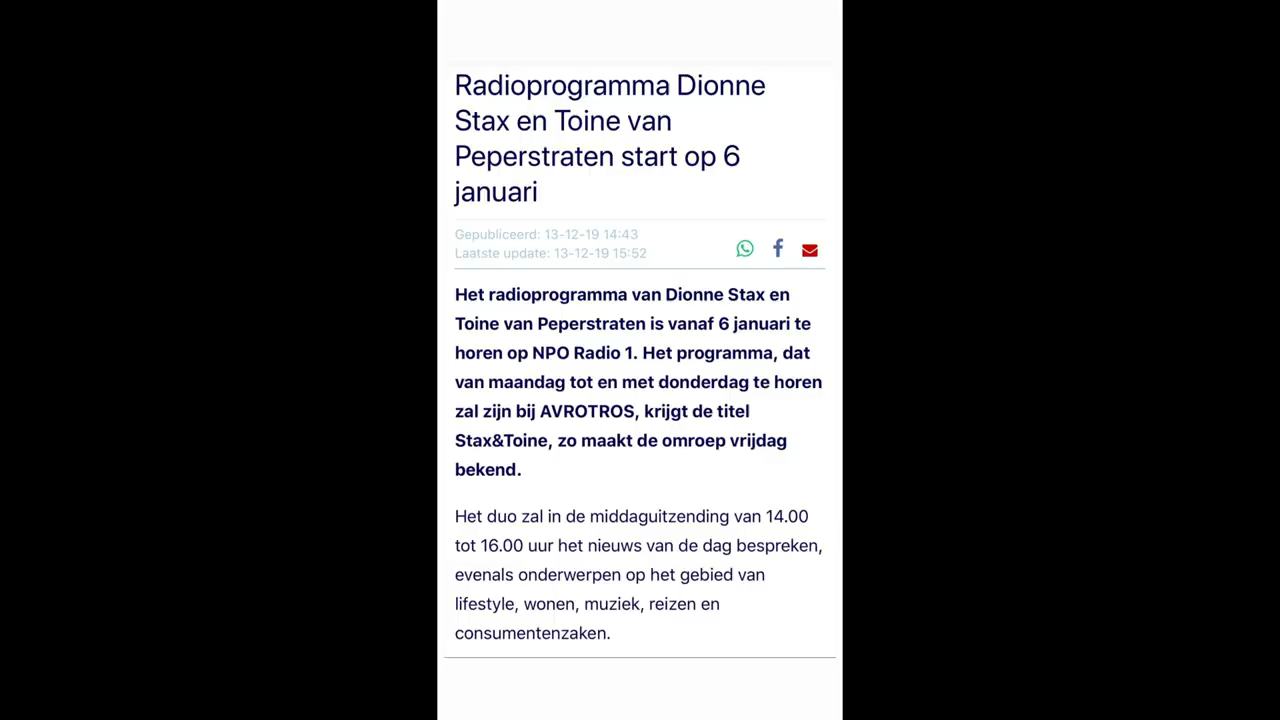 Radioprogramma Dionne
Stax en Toine van
Peperstraten start op 6
januari
Gepubliceerd: 13-12-19 14:43
Laatste update: 13-12-19 15:52
Het radioprogramma van Dionne Stax en
Toine van Peperstraten is vanaf 6 januari te
horen op NPO Radio 1. Het programma, dat
van maandag tot en met donderdag te horen
zal zijn bij AVROTROS, krijgt de titel
Stax&Toine, zo maakt de omroep vrijdag
bekend.
Het duo zal in de middaguitzending van 14.00
tot 16.00 uur het nieuws van de dag bespreken,
evenals onderwerpen op het gebied van
lifestyle, wonen, muziek, reizen en
consumentenzaken.